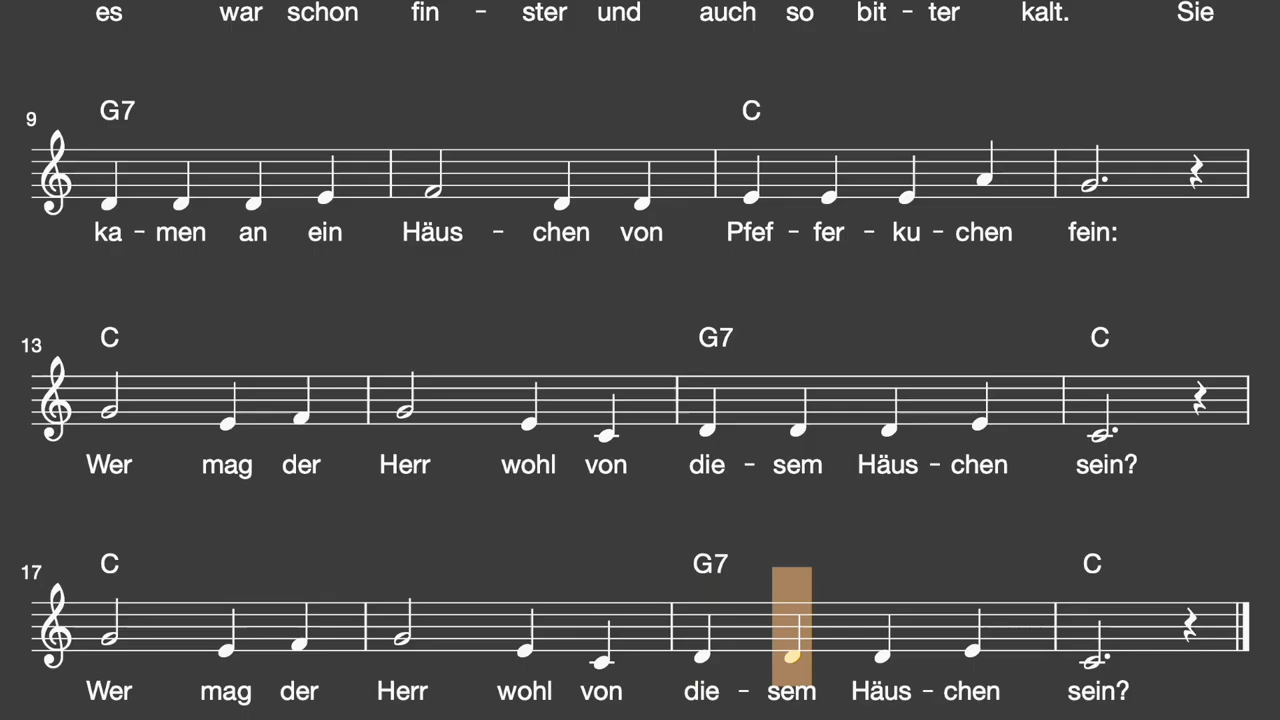 es war schon fin - ster und auch so bit - ter kalt. Sie
G7 C
9
ka - men an ein Häus - chen von Pfef - fer - ku - chen fein:
C G7 C
13
Wer mag der Herr wohl von die - sem Häus - chen sein?
C G7 C
17
Wer mag der Herr wohl von die - sem Häus - chen sein?